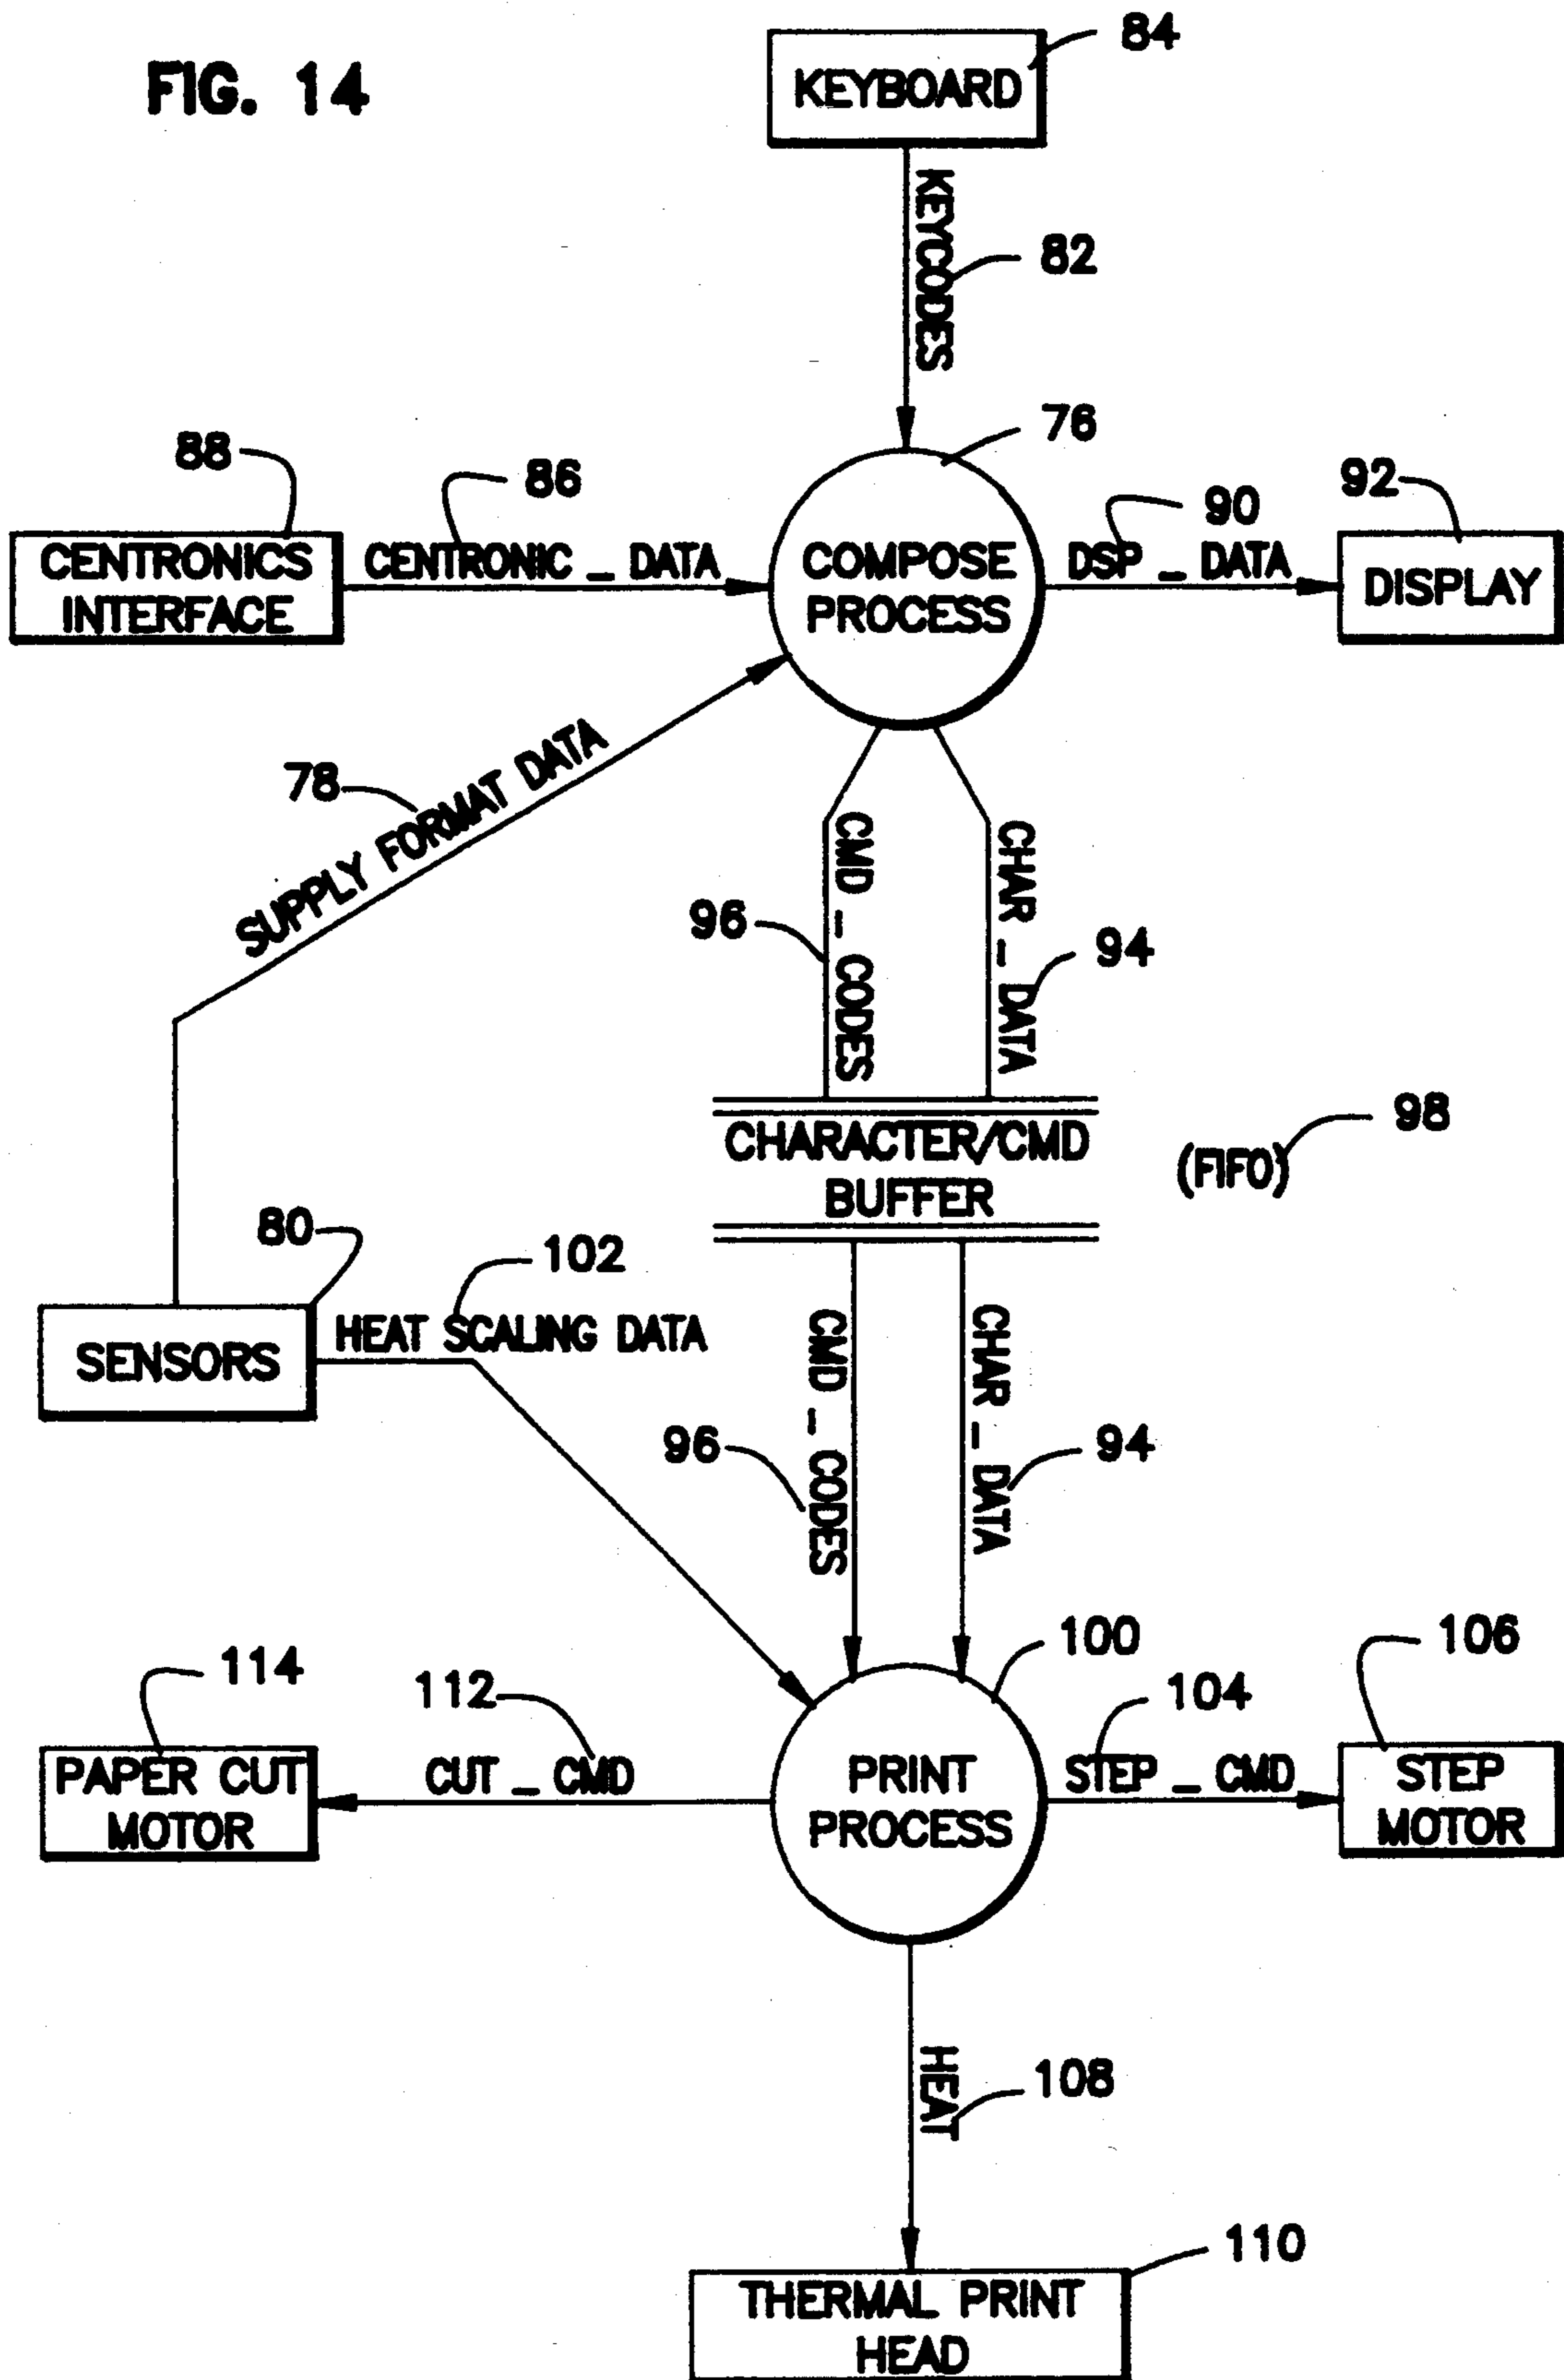 FIG. 14
84
KEYBOARD
KEYCODES
82
76
88
86
90
92
CENTRONICS
INTERFACE
CENTRONIC _ DATA
COMPOSE
PROCESS
DSP _ DATA
DISPLAY
78
SUPPLY FORMAT DATA
96
CMD _ CODES
CHAR _ DATA
94
CHARACTER/CMD
BUFFER
(FIFO)
98
80
102
SENSORS
HEAT SCALING DATA
96
CMD _ CODES
CHAR _ DATA
94
100
114
112
104
106
PAPER CUT
MOTOR
CUT _ CMD
PRINT
PROCESS
STEP _ CMD
STEP
MOTOR
HEAT
108
110
THERMAL PRINT
HEAD